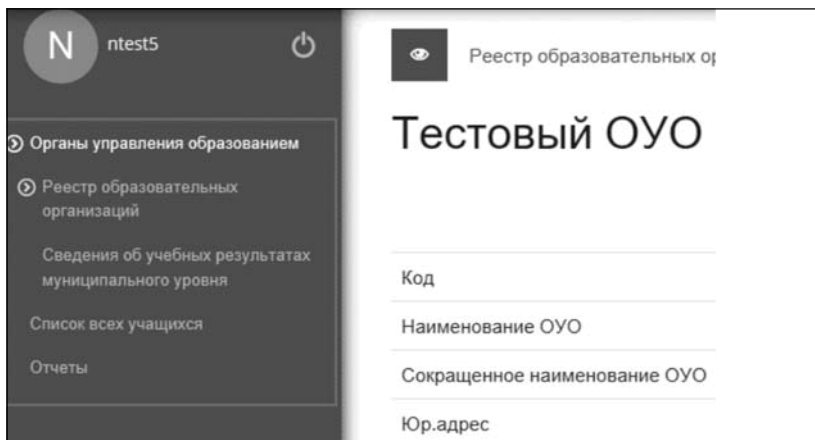 N
ntest5
Органы управления образованием
Реестр образовательных
организаций
Сведения об учебных результатах
муниципального уровня
Список всех учащихся
Отчеты
Реестр образовательных
Тестовый ОУО
Код
Наименование ОУО
Сокращенное наименование ОУО
Юр.адрес